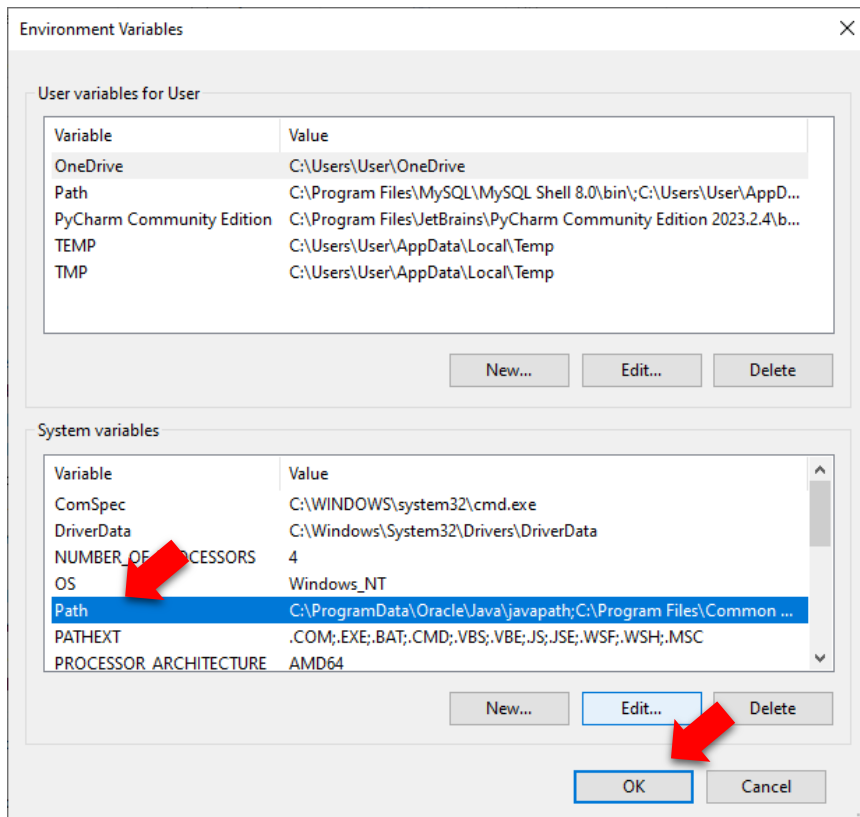 Environment Variables
User variables for User
Variable Value
OneDrive C:\Users\User\OneDrive
Path C:\Program Files\MySQL\MySQL Shell 8.0\bin\;C:\Users\User\AppD...
PyCharm Community Edition C:\Program Files\JetBrains\PyCharm Community Edition 2023.2.4\b...
TEMP C:\Users\User\AppData\Local\Temp
TMP C:\Users\User\AppData\Local\Temp
New... Edit... Delete
System variables
Variable Value
ComSpec C:\WINDOWS\system32\cmd.exe
DriverData C:\Windows\System32\Drivers\DriverData
NUMBER_OF_PROCESSORS 4
OS Windows_NT
Path C:\ProgramData\Oracle\Java\javapath;C:\Program Files\Common ...
PATHEXT .COM;.EXE;.BAT;.CMD;.VBS;.VBE;.JS;.JSE;.WSF;.WSH;.MSC
PROCESSOR_ARCHITECTURE AMD64
New... Edit... Delete
OK Cancel